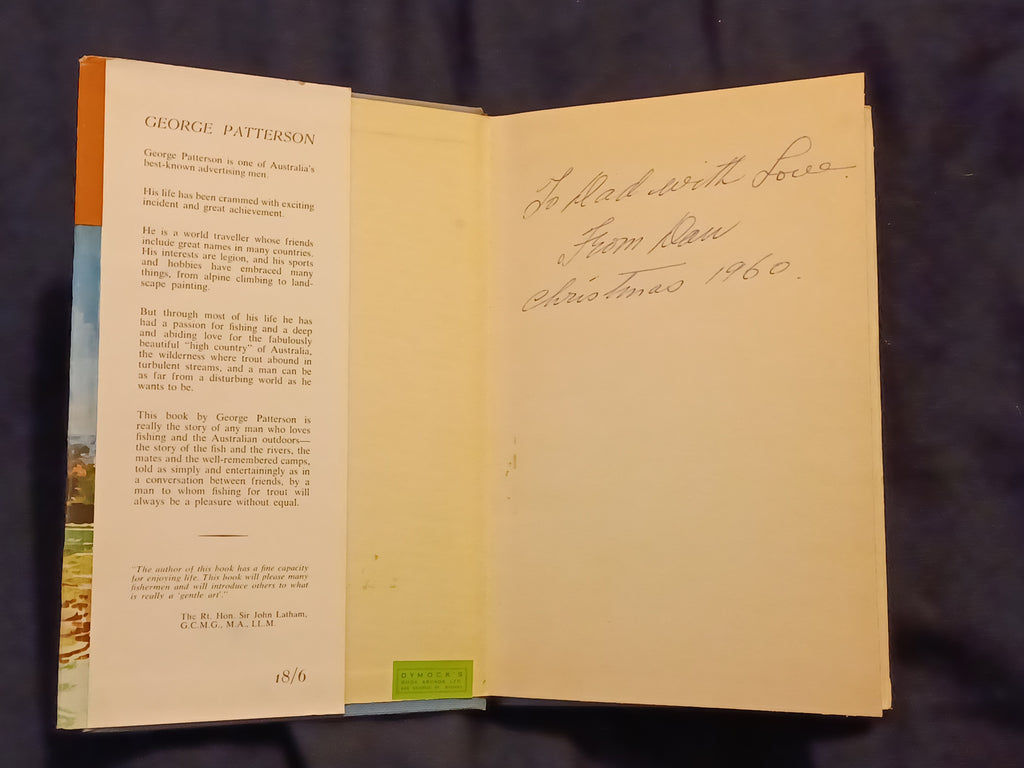 GEORGE PATTERSON
George Patterson is one of Australia's
best-known advertising men.
His life has been crammed with exciting
incident and great achievement.
He is a world traveller whose friends
include great names in many countries.
His interests are legion, and his sports
and hobbies have embraced many
things, from alpine climbing to land-
scape painting.
But through most of his life he has
had a passion for fishing and a deep
and abiding love for the fabulously
beautiful "high country" of Australia,
the wilderness where trout abound in
turbulent streams, and a man can be
as far from a disturbing world as he
wants to be.
This book by George Patterson is
really the story of any man who loves
fishing and the Australian outdoors—
the story of the fish and the rivers, the
mates and the well-remembered camps,
told as simply and entertainingly as in
a conversation between friends, by a
man to whom fishing for trout will
always be a pleasure without equal.
"The author of this book has a fine capacity
for enjoying life. This book will please many
fishermen and will introduce others to what
is really a 'gentle art'."
The Rt. Hon. Sir John Latham,
G.C.M.G., M.A., LL.M.
18/6
DYMOCK'S
BOOK ARCADE LTD.
To Dad with Love.
From
Christmas 1960.